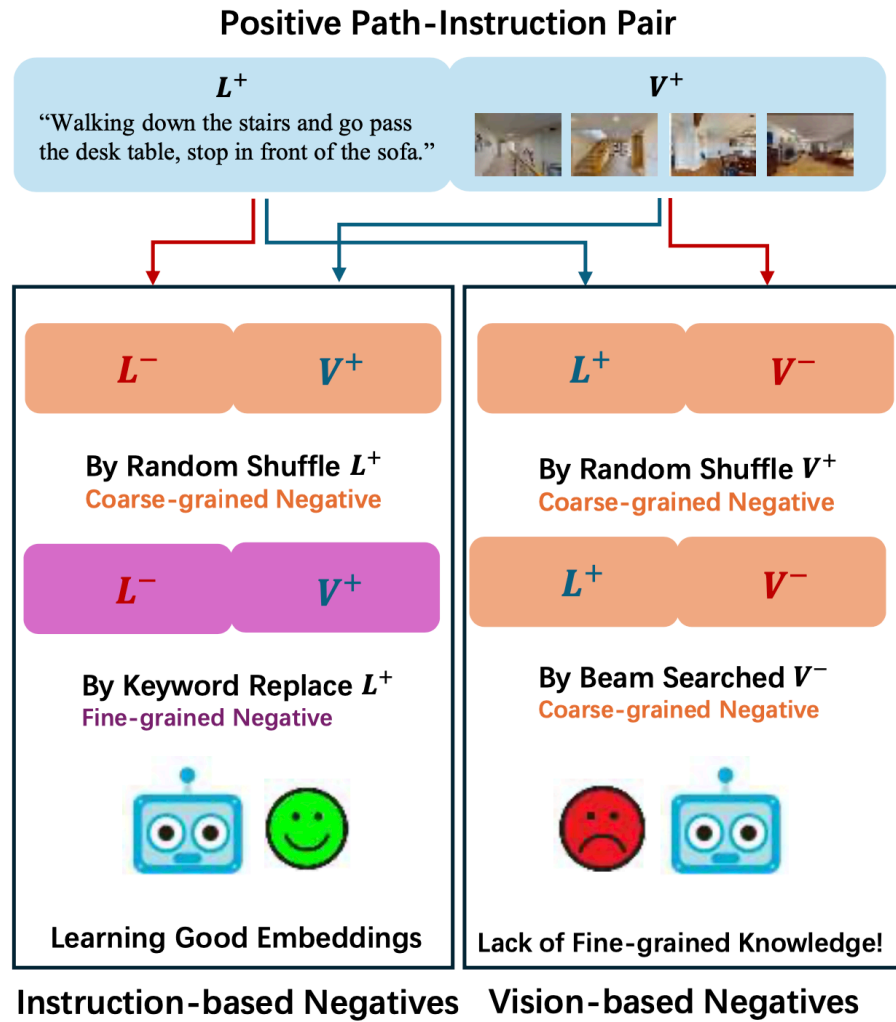 Positive Path-Instruction Pair
L⁺
“Walking down the stairs and go pass
the desk table, stop in front of the sofa.”
V⁺
L⁻ V⁺
By Random Shuffle L⁺
Coarse-grained Negative
L⁻ V⁺
By Keyword Replace L⁺
Fine-grained Negative
Learning Good Embeddings
Instruction-based Negatives
L⁺ V⁻
By Random Shuffle V⁺
Coarse-grained Negative
L⁺ V⁻
By Beam Searched V⁻
Coarse-grained Negative
Lack of Fine-grained Knowledge!
Vision-based Negatives